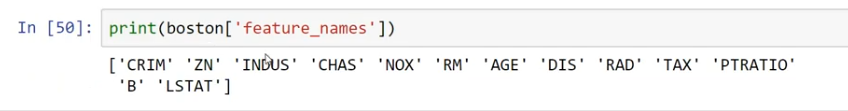 In [50]: print(boston['feature_names'])
['CRIM' 'ZN' 'INDUS' 'CHAS' 'NOX' 'RM' 'AGE' 'DIS' 'RAD' 'TAX' 'PTRATIO'
'B' 'LSTAT']